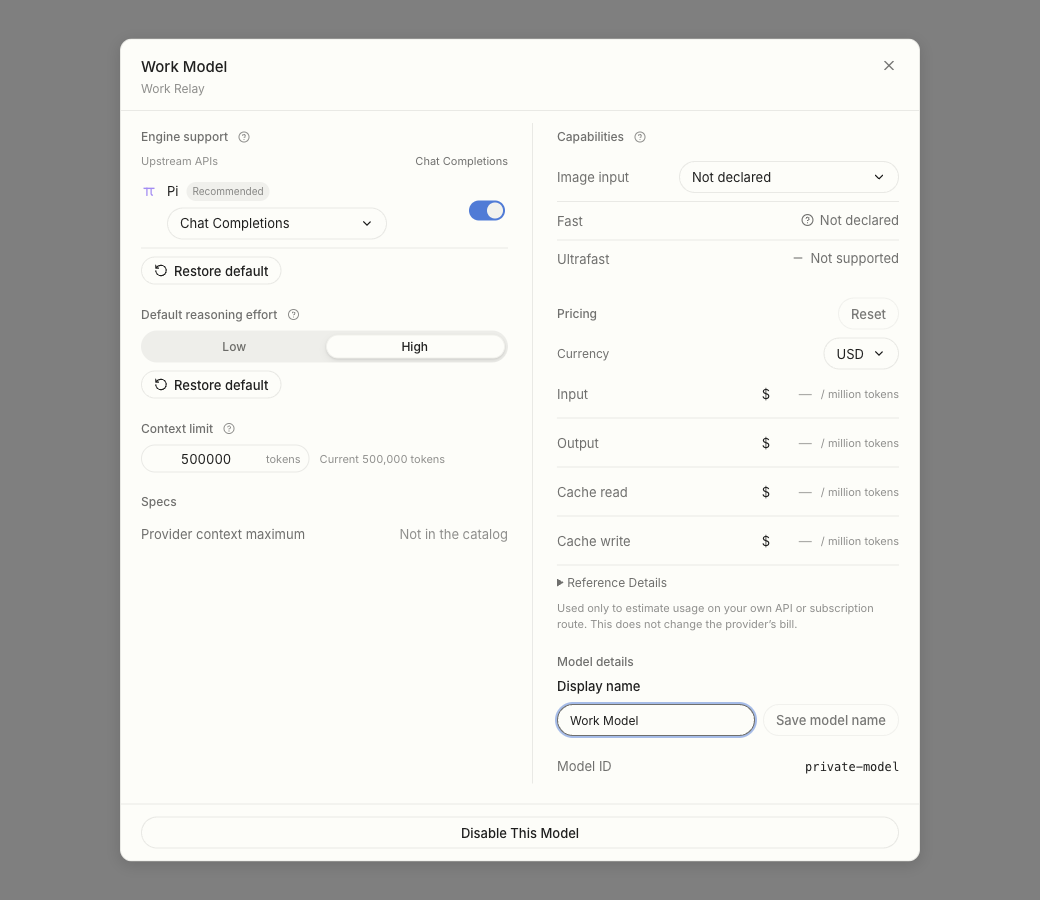 Work Model
Work Relay
Engine support
Upstream APIs
Chat Completions
Pi
Recommended
Chat Completions
Restore default
Default reasoning effort
Low
High
Restore default
Context limit
500000 tokens
Current 500,000 tokens
Specs
Provider context maximum
Not in the catalog
Capabilities
Image input
Not declared
Fast
Not declared
Ultrafast
— Not supported
Pricing
Reset
Currency
USD
Input
$ — / million tokens
Output
$ — / million tokens
Cache read
$ — / million tokens
Cache write
$ — / million tokens
Reference Details
Used only to estimate usage on your own API or subscription
route. This does not change the provider’s bill.
Model details
Display name
Work Model
Save model name
Model ID
private-model
Disable This Model